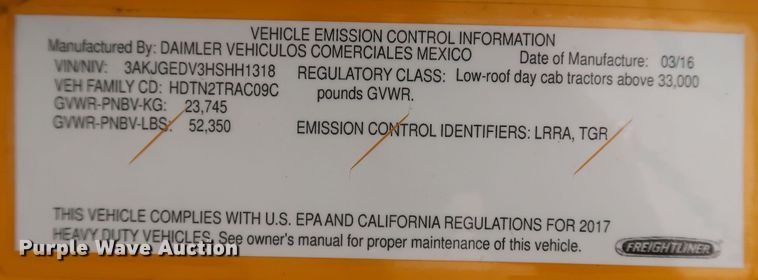 VEHICLE EMISSION CONTROL INFORMATION
Manufactured By: DAIMLER VEHICULOS COMERCIALES MEXICO Date of Manufacture: 03/16
VIN/NIV: 3AKJGEDV3HSHH1318 REGULATORY CLASS: Low-roof day cab tractors above 33,000
VEH FAMILY CD: HDTN2TRAC09C pounds GVWR.
GVWR-PNBV-KG: 23,745
GVWR-PNBV-LBS: 52,350 EMISSION CONTROL IDENTIFIERS: LRRA, TGR
THIS VEHICLE COMPLIES WITH U.S. EPA AND CALIFORNIA REGULATIONS FOR 2017
HEAVY DUTY VEHICLES. See owner's manual for proper maintenance of this vehicle.
FREIGHTLINER
Purple Wave Auction